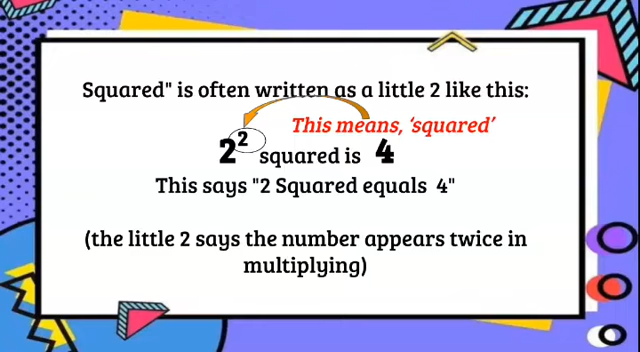 Squared" is often written as a little 2 like this:
This means, ‘squared’
2² squared is 4
This says "2 Squared equals 4"
(the little 2 says the number appears twice in
multiplying)